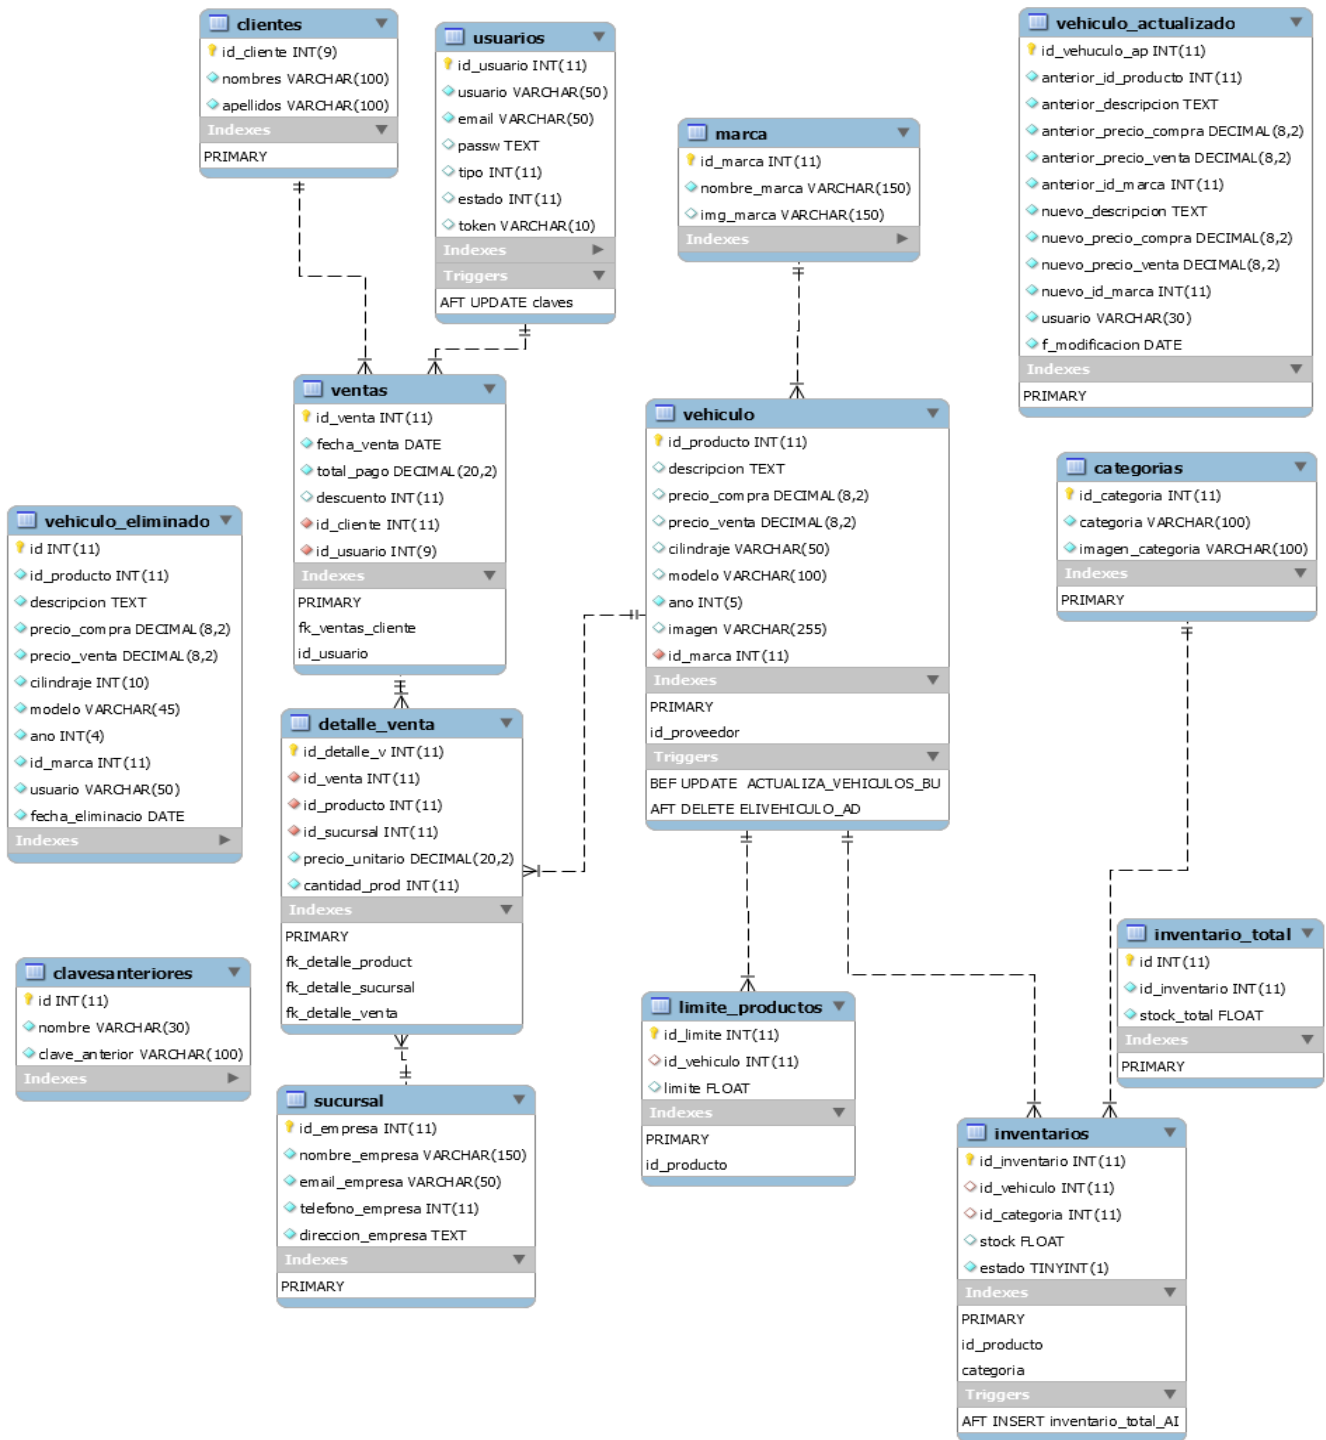 clientes
id_cliente INT(9)
nombres VARCHAR(100)
apellidos VARCHAR(100)
Indexes
PRIMARY
usuarios
id_usuario INT(11)
usuario VARCHAR(50)
email VARCHAR(50)
passw TEXT
tipo INT(11)
estado INT(11)
token VARCHAR(10)
Indexes
Triggers
AFT UPDATE claves
marca
id_marca INT(11)
nombre_marca VARCHAR(150)
img_marca VARCHAR(150)
Indexes
vehiculo_actualizado
id_vehuculo_ap INT(11)
anterior_id_producto INT(11)
anterior_descripcion TEXT
anterior_precio_compra DECIMAL(8,2)
anterior_precio_venta DECIMAL(8,2)
anterior_id_marca INT(11)
nuevo_descripcion TEXT
nuevo_precio_compra DECIMAL(8,2)
nuevo_precio_venta DECIMAL(8,2)
nuevo_id_marca INT(11)
usuario VARCHAR(30)
f_modificacion DATE
Indexes
PRIMARY
ventas
id_venta INT(11)
fecha_venta DATE
total_pago DECIMAL(20,2)
descuento INT(11)
id_cliente INT(11)
id_usuario INT(9)
Indexes
PRIMARY
fk_ventas_cliente
id_usuario
vehiculo
id_producto INT(11)
descripcion TEXT
precio_compra DECIMAL(8,2)
precio_venta DECIMAL(8,2)
cilindraje VARCHAR(50)
modelo VARCHAR(100)
ano INT(5)
imagen VARCHAR(255)
id_marca INT(11)
Indexes
PRIMARY
id_proveedor
Triggers
BEF UPDATE ACTUALIZA_VEHICULOS_BU
AFT DELETE ELIVEHICULO_AD
categorias
id_categoria INT(11)
categoria VARCHAR(100)
imagen_categoria VARCHAR(100)
Indexes
PRIMARY
vehiculo_eliminado
id INT(11)
id_producto INT(11)
descripcion TEXT
precio_compra DECIMAL(8,2)
precio_venta DECIMAL(8,2)
cilindraje INT(10)
modelo VARCHAR(45)
ano INT(4)
id_marca INT(11)
usuario VARCHAR(50)
fecha_eliminacio DATE
Indexes
detalle_venta
id_detalle_v INT(11)
id_venta INT(11)
id_producto INT(11)
id_sucursal INT(11)
precio_unitario DECIMAL(20,2)
cantidad_prod INT(11)
Indexes
PRIMARY
fk_detalle_product
fk_detalle_sucursal
fk_detalle_venta
clavesanteriores
id INT(11)
nombre VARCHAR(30)
clave_anterior VARCHAR(100)
Indexes
limite_productos
id_limite INT(11)
id_vehiculo INT(11)
limite FLOAT
Indexes
PRIMARY
id_producto
inventario_total
id INT(11)
id_inventario INT(11)
stock_total FLOAT
Indexes
PRIMARY
sucursal
id_empresa INT(11)
nombre_empresa VARCHAR(150)
email_empresa VARCHAR(50)
telefono_empresa INT(11)
direccion_empresa TEXT
Indexes
PRIMARY
inventarios
id_inventario INT(11)
id_vehiculo INT(11)
id_categoria INT(11)
stock FLOAT
estado TINYINT(1)
Indexes
PRIMARY
id_producto
categoria
Triggers
AFT INSERT inventario_total_AI